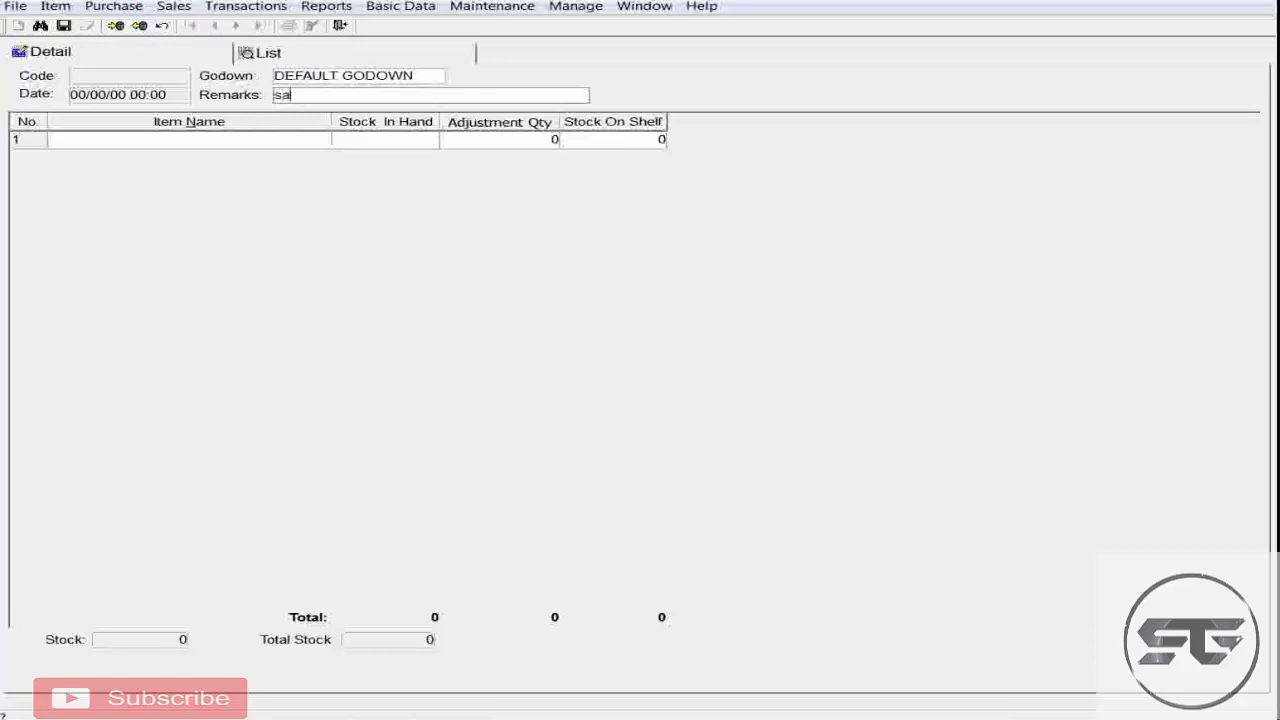 File Item Purchase Sales Transactions Reports Basic Data Maintenance Manage Window Help
Detail List
Code Godown DEFAULT GODOWN
Date: 00/00/00 00:00 Remarks: sa
No. Item Name Stock In Hand Adjustment Qty Stock On Shelf
1 0 0
Total: 0 0 0
Stock: 0 Total Stock 0
Subscribe
STG
?